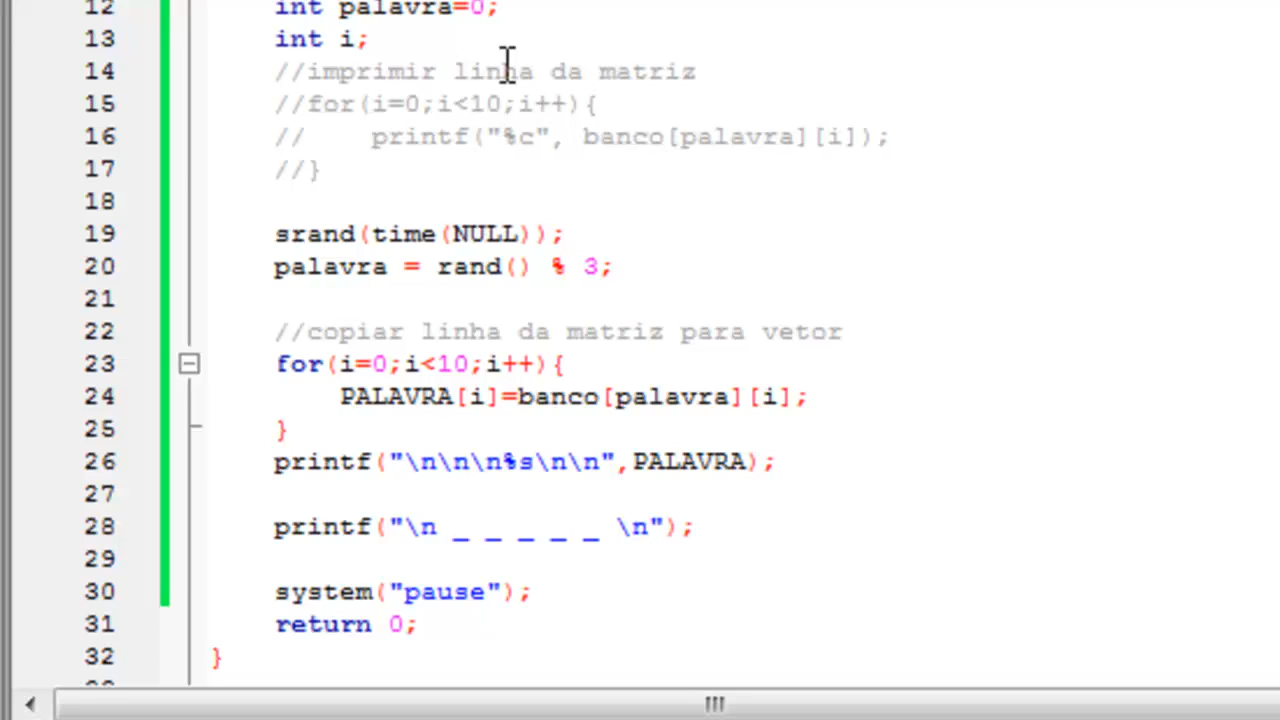 12 int palavra=0;
13 int i;
14 //imprimir linha da matriz
15 //for(i=0;i<10;i++){
16 //    printf("%c", banco[palavra][i]);
17 //}
18
19 srand(time(NULL));
20 palavra = rand() % 3;
21
22 //copiar linha da matriz para vetor
23 for(i=0;i<10;i++){
24     PALAVRA[i]=banco[palavra][i];
25 }
26 printf("\n\n\n%s\n\n",PALAVRA);
27
28 printf("\n _ _ _ _ _ \n");
29
30 system("pause");
31 return 0;
32 }